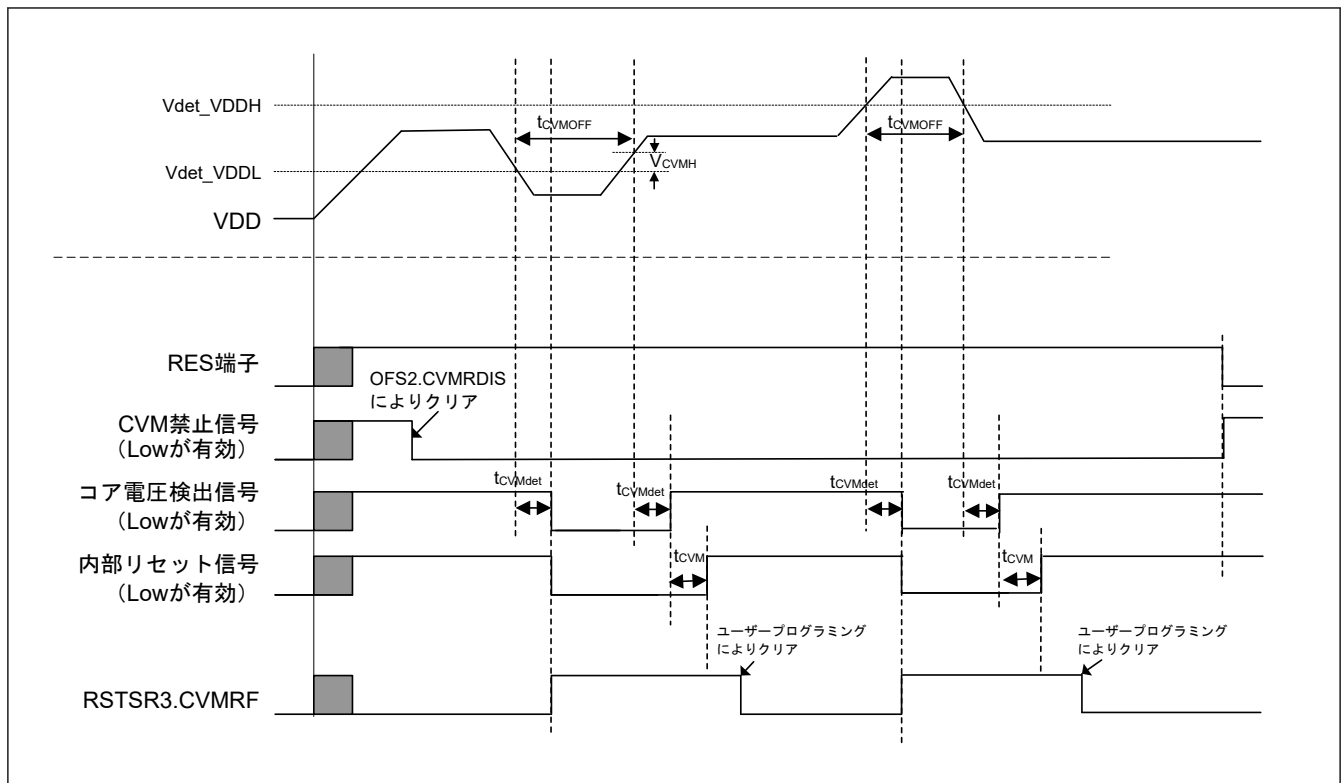 Vdet_VDDH
tCVMOFF
tCVMOFF
VCVMH
Vdet_VDDL
VDD
RES端子
OFS2.CVMRDIS
によりクリア
CVM禁止信号
（Lowが有効）
tCVMdet
tCVMdet
tCVMdet
tCVMdet
コア電圧検出信号
（Lowが有効）
tCVM
tCVM
内部リセット信号
（Lowが有効）
ユーザープログラミング
によりクリア
ユーザープログラミング
によりクリア
RSTSR3.CVMRF